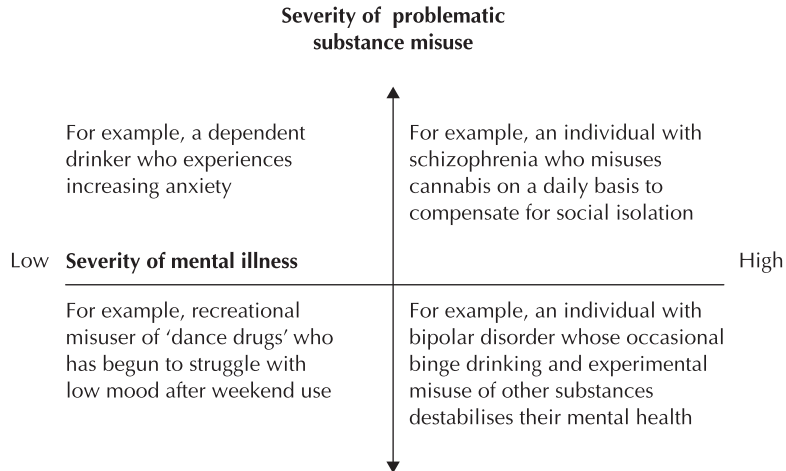 Severity of problematic
substance misuse
For example, a dependent
drinker who experiences
increasing anxiety
For example, an individual with
schizophrenia who misuses
cannabis on a daily basis to
compensate for social isolation
Low Severity of mental illness
High
For example, recreational
misuser of ‘dance drugs’ who
has begun to struggle with
low mood after weekend use
For example, an individual with
bipolar disorder whose occasional
binge drinking and experimental
misuse of other substances
destabilises their mental health